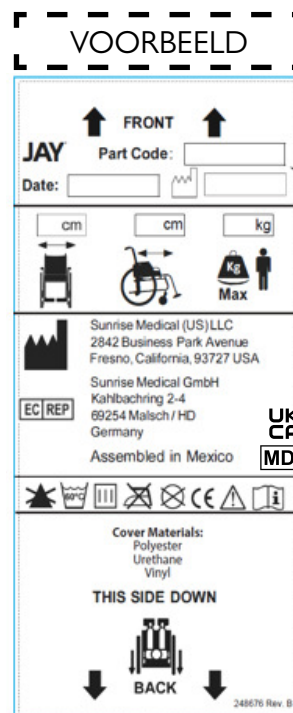 VOORBEELD
FRONT
JAY Part Code:
Date:
cm cm kg
Kg
Max
Sunrise Medical (US) LLC
2842 Business Park Avenue
Fresno, California, 93727 USA
Sunrise Medical GmbH
Kahlbachring 2-4
EC REP 69254 Malsch / HD
Germany
UK
CA
Assembled in Mexico MD
60°C CE i
Cover Materials:
Polyester
Urethane
Vinyl
THIS SIDE DOWN
BACK
248676 Rev. B